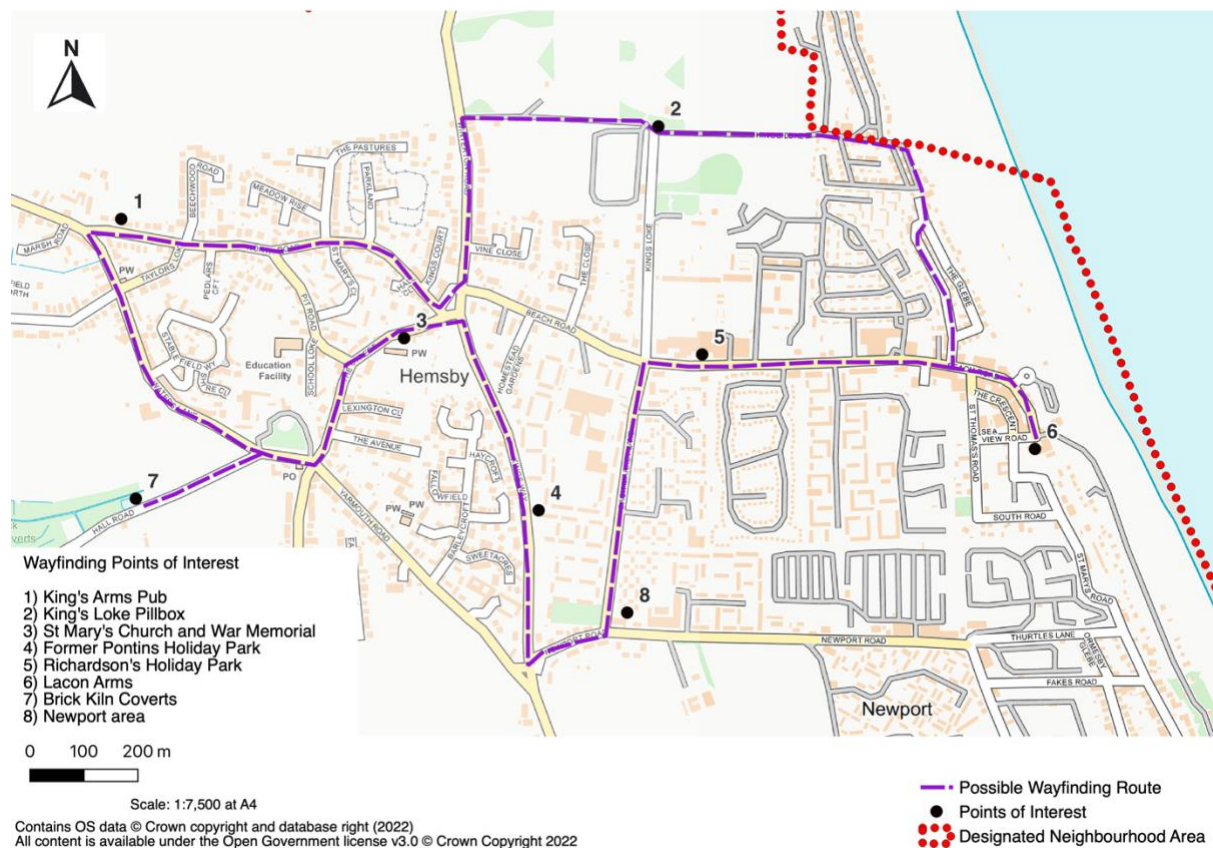 N
2
THE PASTURES
BEECHWOOD
ROAD
MEADOW RISE
PARKLAND
1
MARSH ROAD
TAYLORS LOKE
PW
PEDLARS
CFT
ST MARY'S CL
KINGS COURT
VINE CLOSE
THE CLOSE
KINGS LOKE
THE GLEBE
PIT ROAD
BEACH ROAD
3
PW
5
STABLE FIELD WY
SHIRE CL
Education
Facility
SCHOOL LOKE
Hemsby
HOMESTEAD
GARDENS
LEXINGTON CL
THE AVENUE
THE CRESCENT
SEA
VIEW ROAD
ST THOMAS'S ROAD
6
7
HALL ROAD
PO
HAYCROFT
FALLOWFIELD
PW
PW
BARLEYCROFT
4
SOUTH ROAD
YARMOUTH ROAD
SWEETACRES
ST MARYS ROAD
8
NEWPORT ROAD
THURTLES LANE
ORMESBY
GLEBE
FAKES ROAD
Newport
Wayfinding Points of Interest
1) King's Arms Pub
2) King's Loke Pillbox
3) St Mary's Church and War Memorial
4) Former Pontins Holiday Park
5) Richardson's Holiday Park
6) Lacon Arms
7) Brick Kiln Coverts
8) Newport area
0 100 200 m
Scale: 1:7,500 at A4
Contains OS data © Crown copyright and database right (2022)
All content is available under the Open Government license v3.0 © Crown Copyright 2022
Possible Wayfinding Route
Points of Interest
Designated Neighbourhood Area